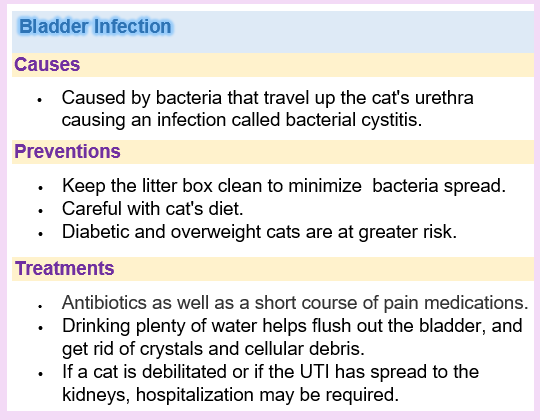 Bladder Infection
Causes
• Caused by bacteria that travel up the cat's urethra
causing an infection called bacterial cystitis.
Preventions
• Keep the litter box clean to minimize  bacteria spread.
• Careful with cat's diet.
• Diabetic and overweight cats are at greater risk.
Treatments
• Antibiotics as well as a short course of pain medications.
• Drinking plenty of water helps flush out the bladder, and
get rid of crystals and cellular debris.
• If a cat is debilitated or if the UTI has spread to the
kidneys, hospitalization may be required.